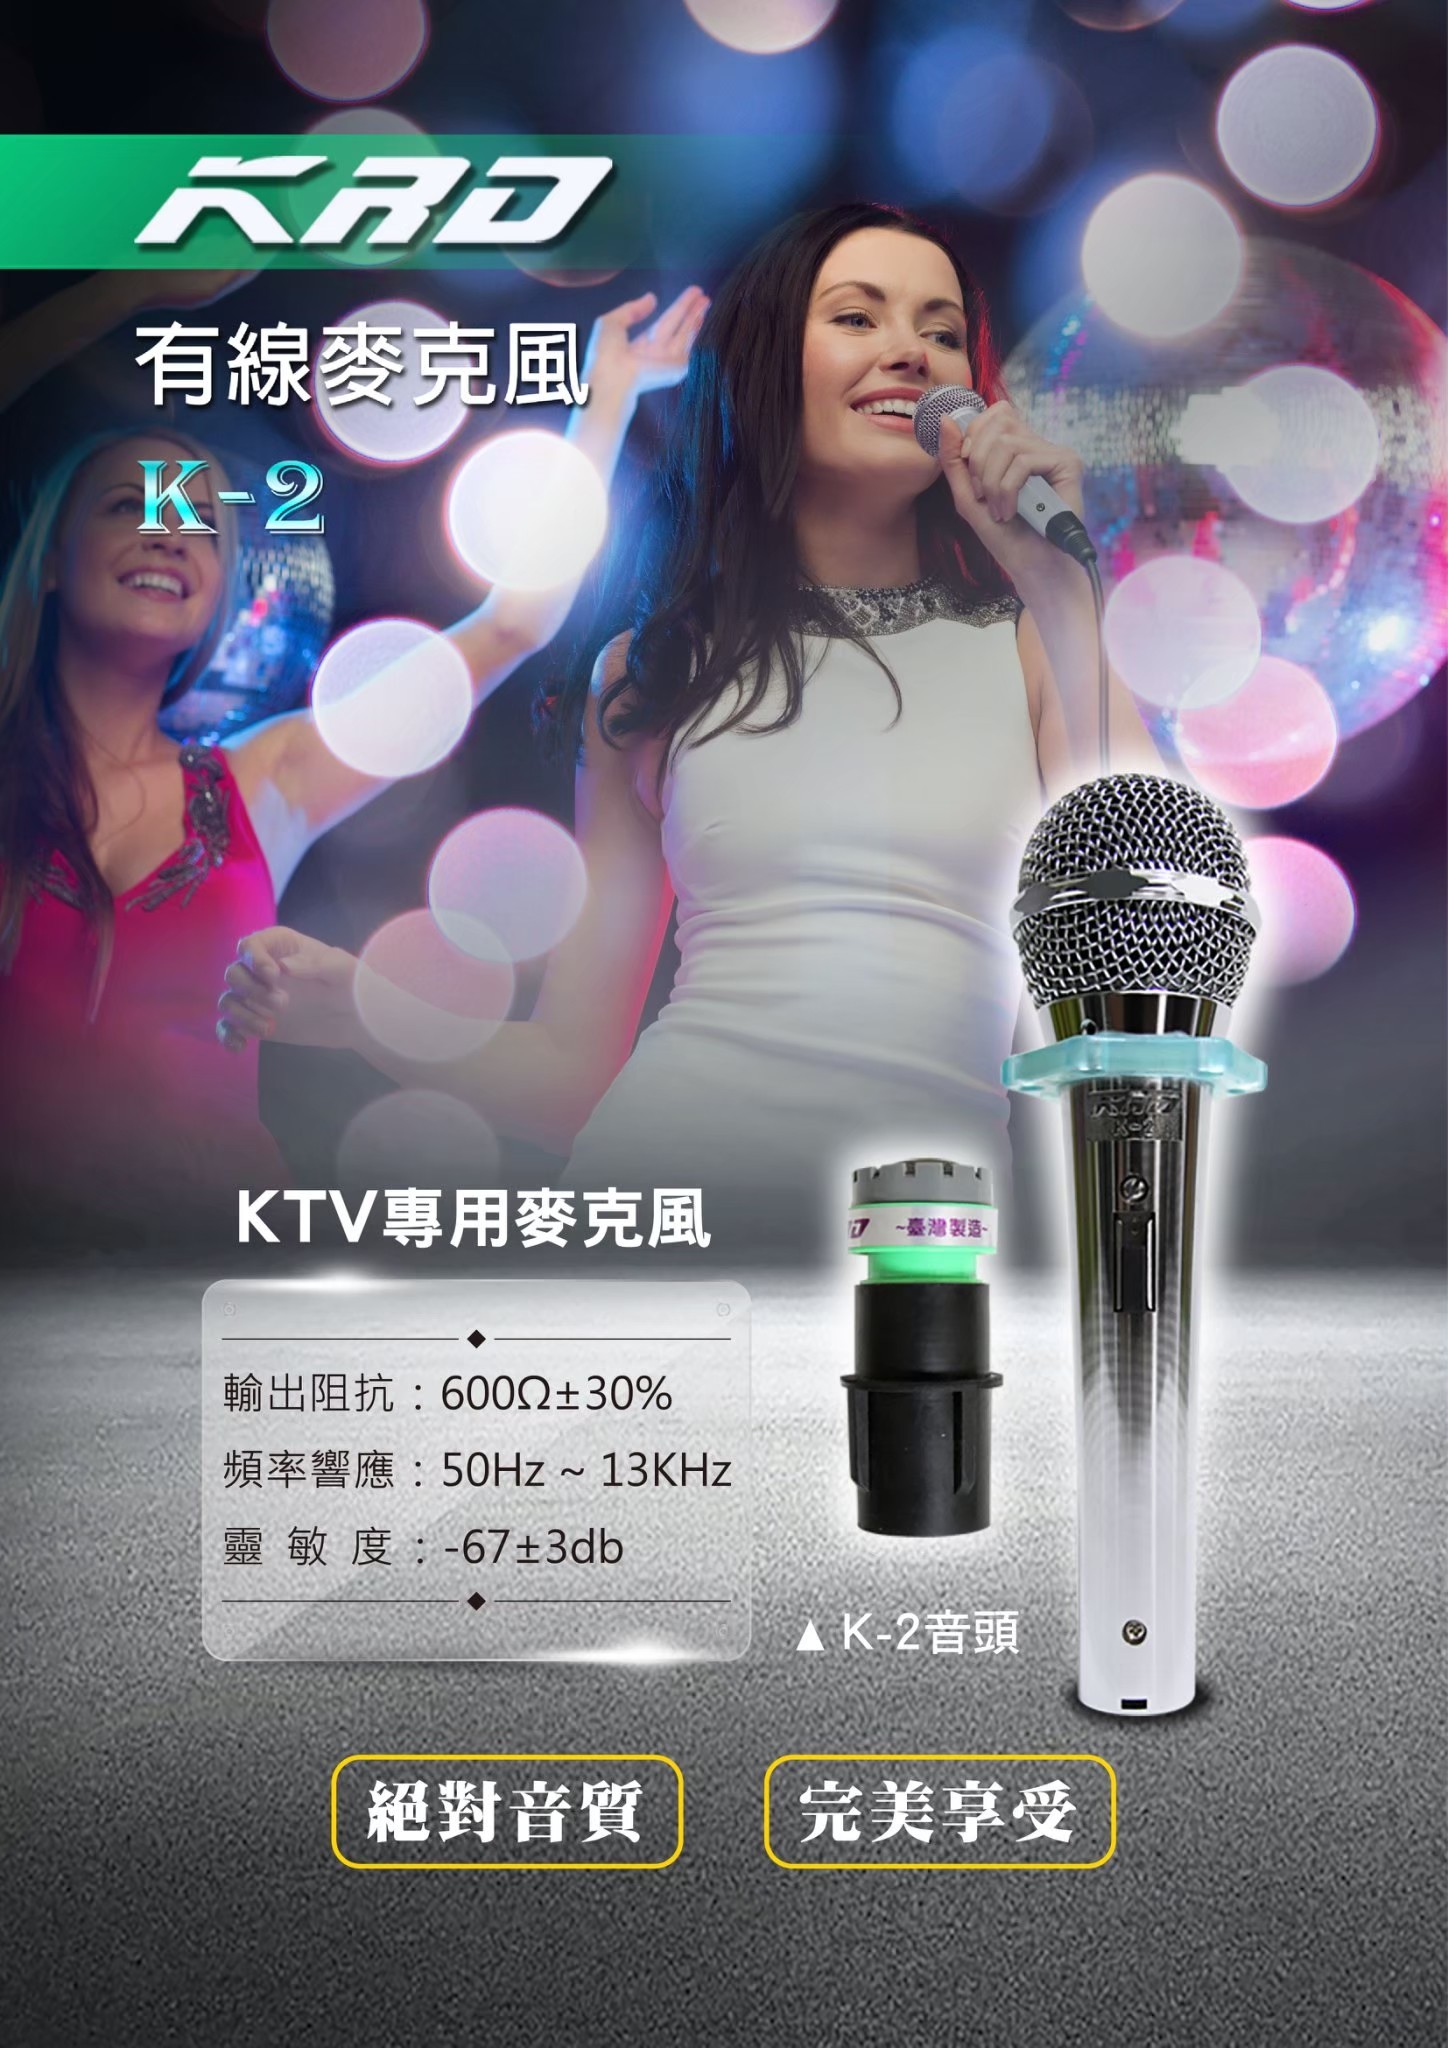 KRD
有線麥克風
K-2
KRD
K-2
KTV專用麥克風
~臺灣製造~
輸出阻抗：600Ω±30%
頻率響應：50Hz ~ 13KHz
靈 敏 度：-67±3db
▲ K-2音頭
絕對音質
完美享受